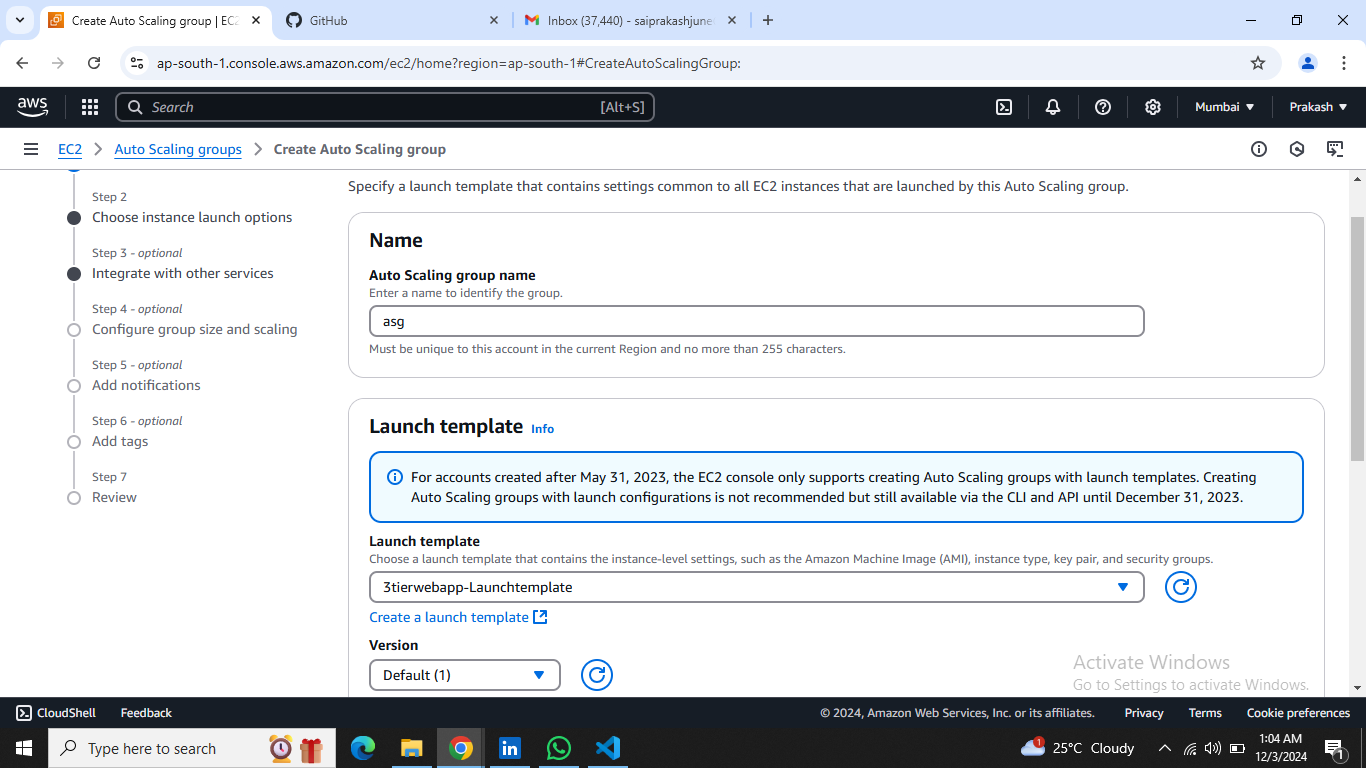 Create Auto Scaling group | EC2
GitHub
Inbox (37,440) - saiprakashjune
ap-south-1.console.aws.amazon.com/ec2/home?region=ap-south-1#CreateAutoScalingGroup:
aws
Search
[Alt+S]
Mumbai
Prakash
EC2
Auto Scaling groups
Create Auto Scaling group
Step 2
Choose instance launch options
Step 3 - optional
Integrate with other services
Step 4 - optional
Configure group size and scaling
Step 5 - optional
Add notifications
Step 6 - optional
Add tags
Step 7
Review
Specify a launch template that contains settings common to all EC2 instances that are launched by this Auto Scaling group.
Name
Auto Scaling group name
Enter a name to identify the group.
asg
Must be unique to this account in the current Region and no more than 255 characters.
Launch template Info
For accounts created after May 31, 2023, the EC2 console only supports creating Auto Scaling groups with launch templates. Creating
Auto Scaling groups with launch configurations is not recommended but still available via the CLI and API until December 31, 2023.
Launch template
Choose a launch template that contains the instance-level settings, such as the Amazon Machine Image (AMI), instance type, key pair, and security groups.
3tierwebapp-Launchtemplate
Create a launch template
Version
Default (1)
Activate Windows
Go to Settings to activate Windows.
CloudShell
Feedback
© 2024, Amazon Web Services, Inc. or its affiliates.
Privacy
Terms
Cookie preferences
Type here to search
1
25°C Cloudy
1:04 AM
12/3/2024
1